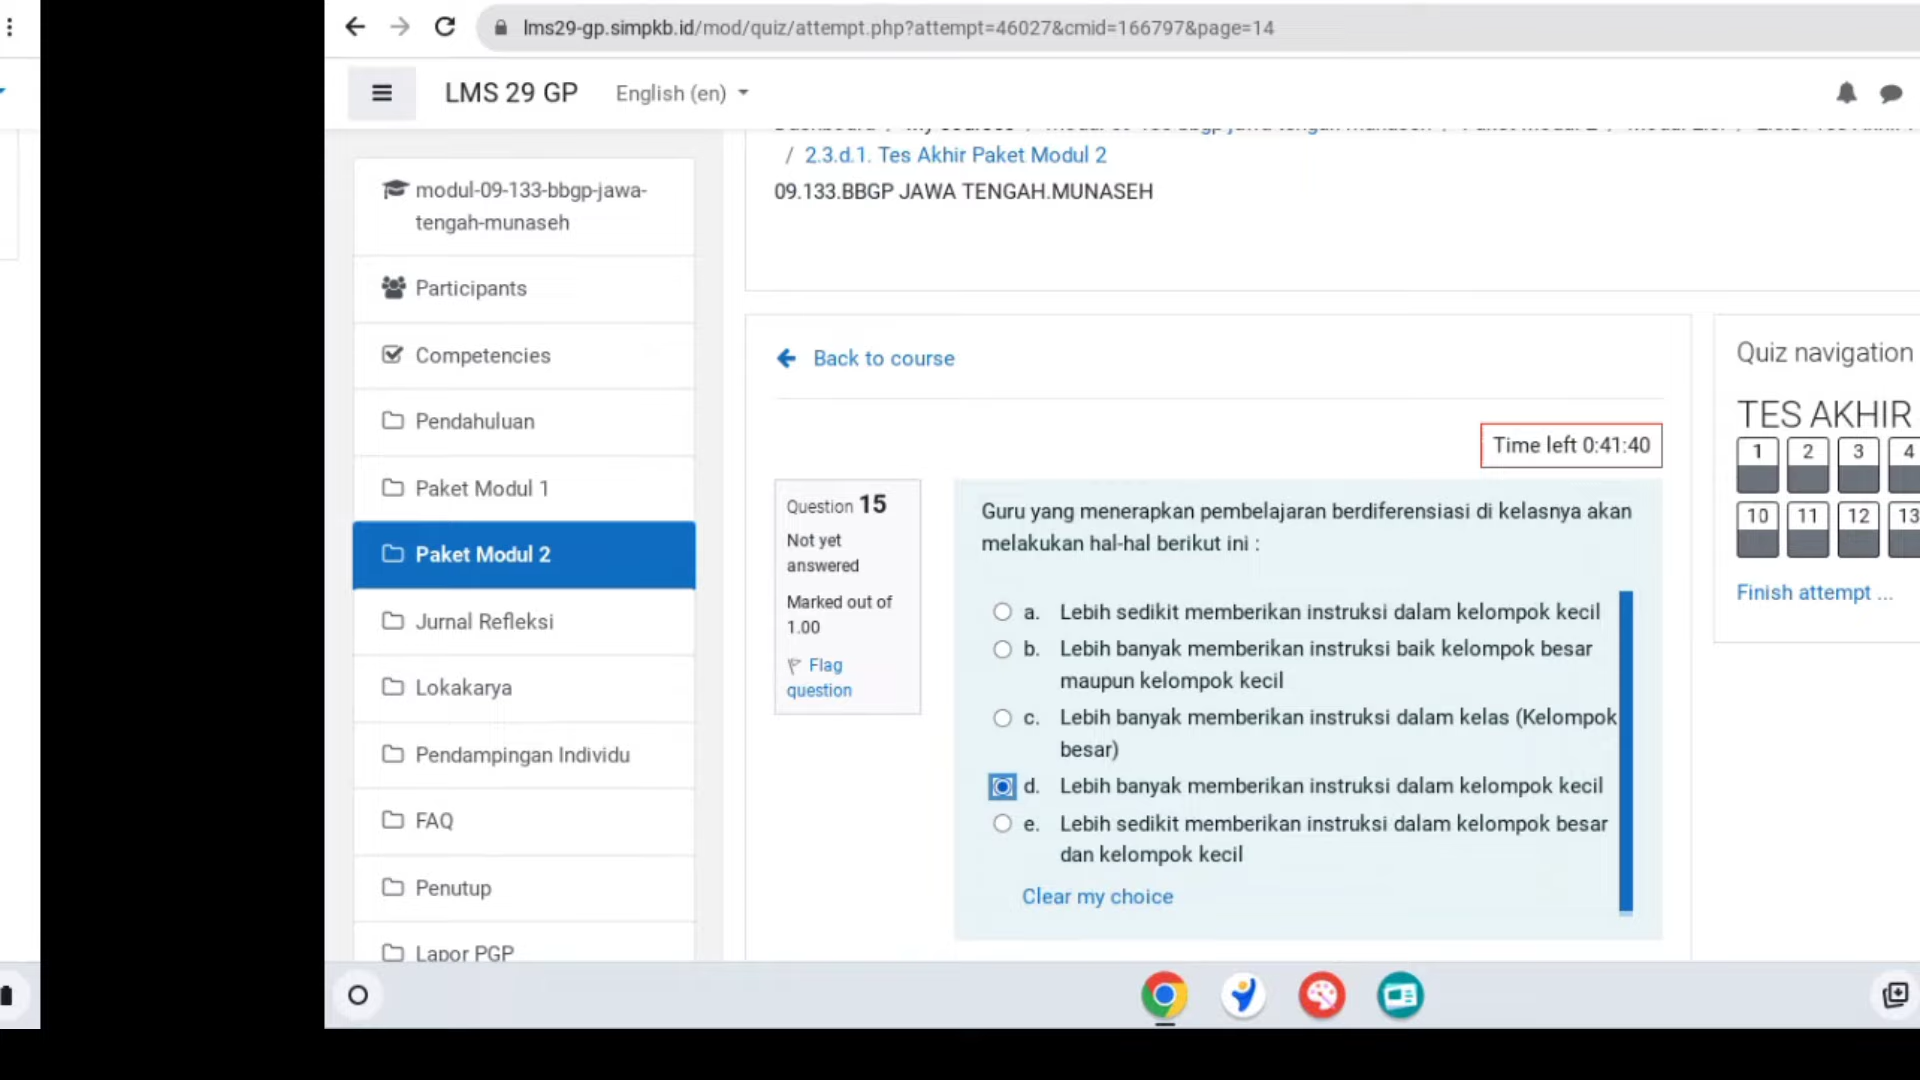 lms29-gp.simpkb.id/mod/quiz/attempt.php?attempt=46027&cmid=166797&page=14
LMS 29 GP
English (en)
modul-09-133-bbgp-jawa-
tengah-munaseh
Participants
Competencies
Pendahuluan
Paket Modul 1
Paket Modul 2
Jurnal Refleksi
Lokakarya
Pendampingan Individu
FAQ
Penutup
Lapor PGP
/ 2.3.d.1. Tes Akhir Paket Modul 2
09.133.BBGP JAWA TENGAH.MUNASEH
Back to course
Time left 0:41:40
Question 15
Not yet
answered
Marked out of
1.00
Flag
question
Guru yang menerapkan pembelajaran berdiferensiasi di kelasnya akan
melakukan hal-hal berikut ini :
a. Lebih sedikit memberikan instruksi dalam kelompok kecil
b. Lebih banyak memberikan instruksi baik kelompok besar
maupun kelompok kecil
c. Lebih banyak memberikan instruksi dalam kelas (Kelompok
besar)
d. Lebih banyak memberikan instruksi dalam kelompok kecil
e. Lebih sedikit memberikan instruksi dalam kelompok besar
dan kelompok kecil
Clear my choice
Quiz navigation
TES AKHIR
1 2 3 4
10 11 12 13
Finish attempt ...